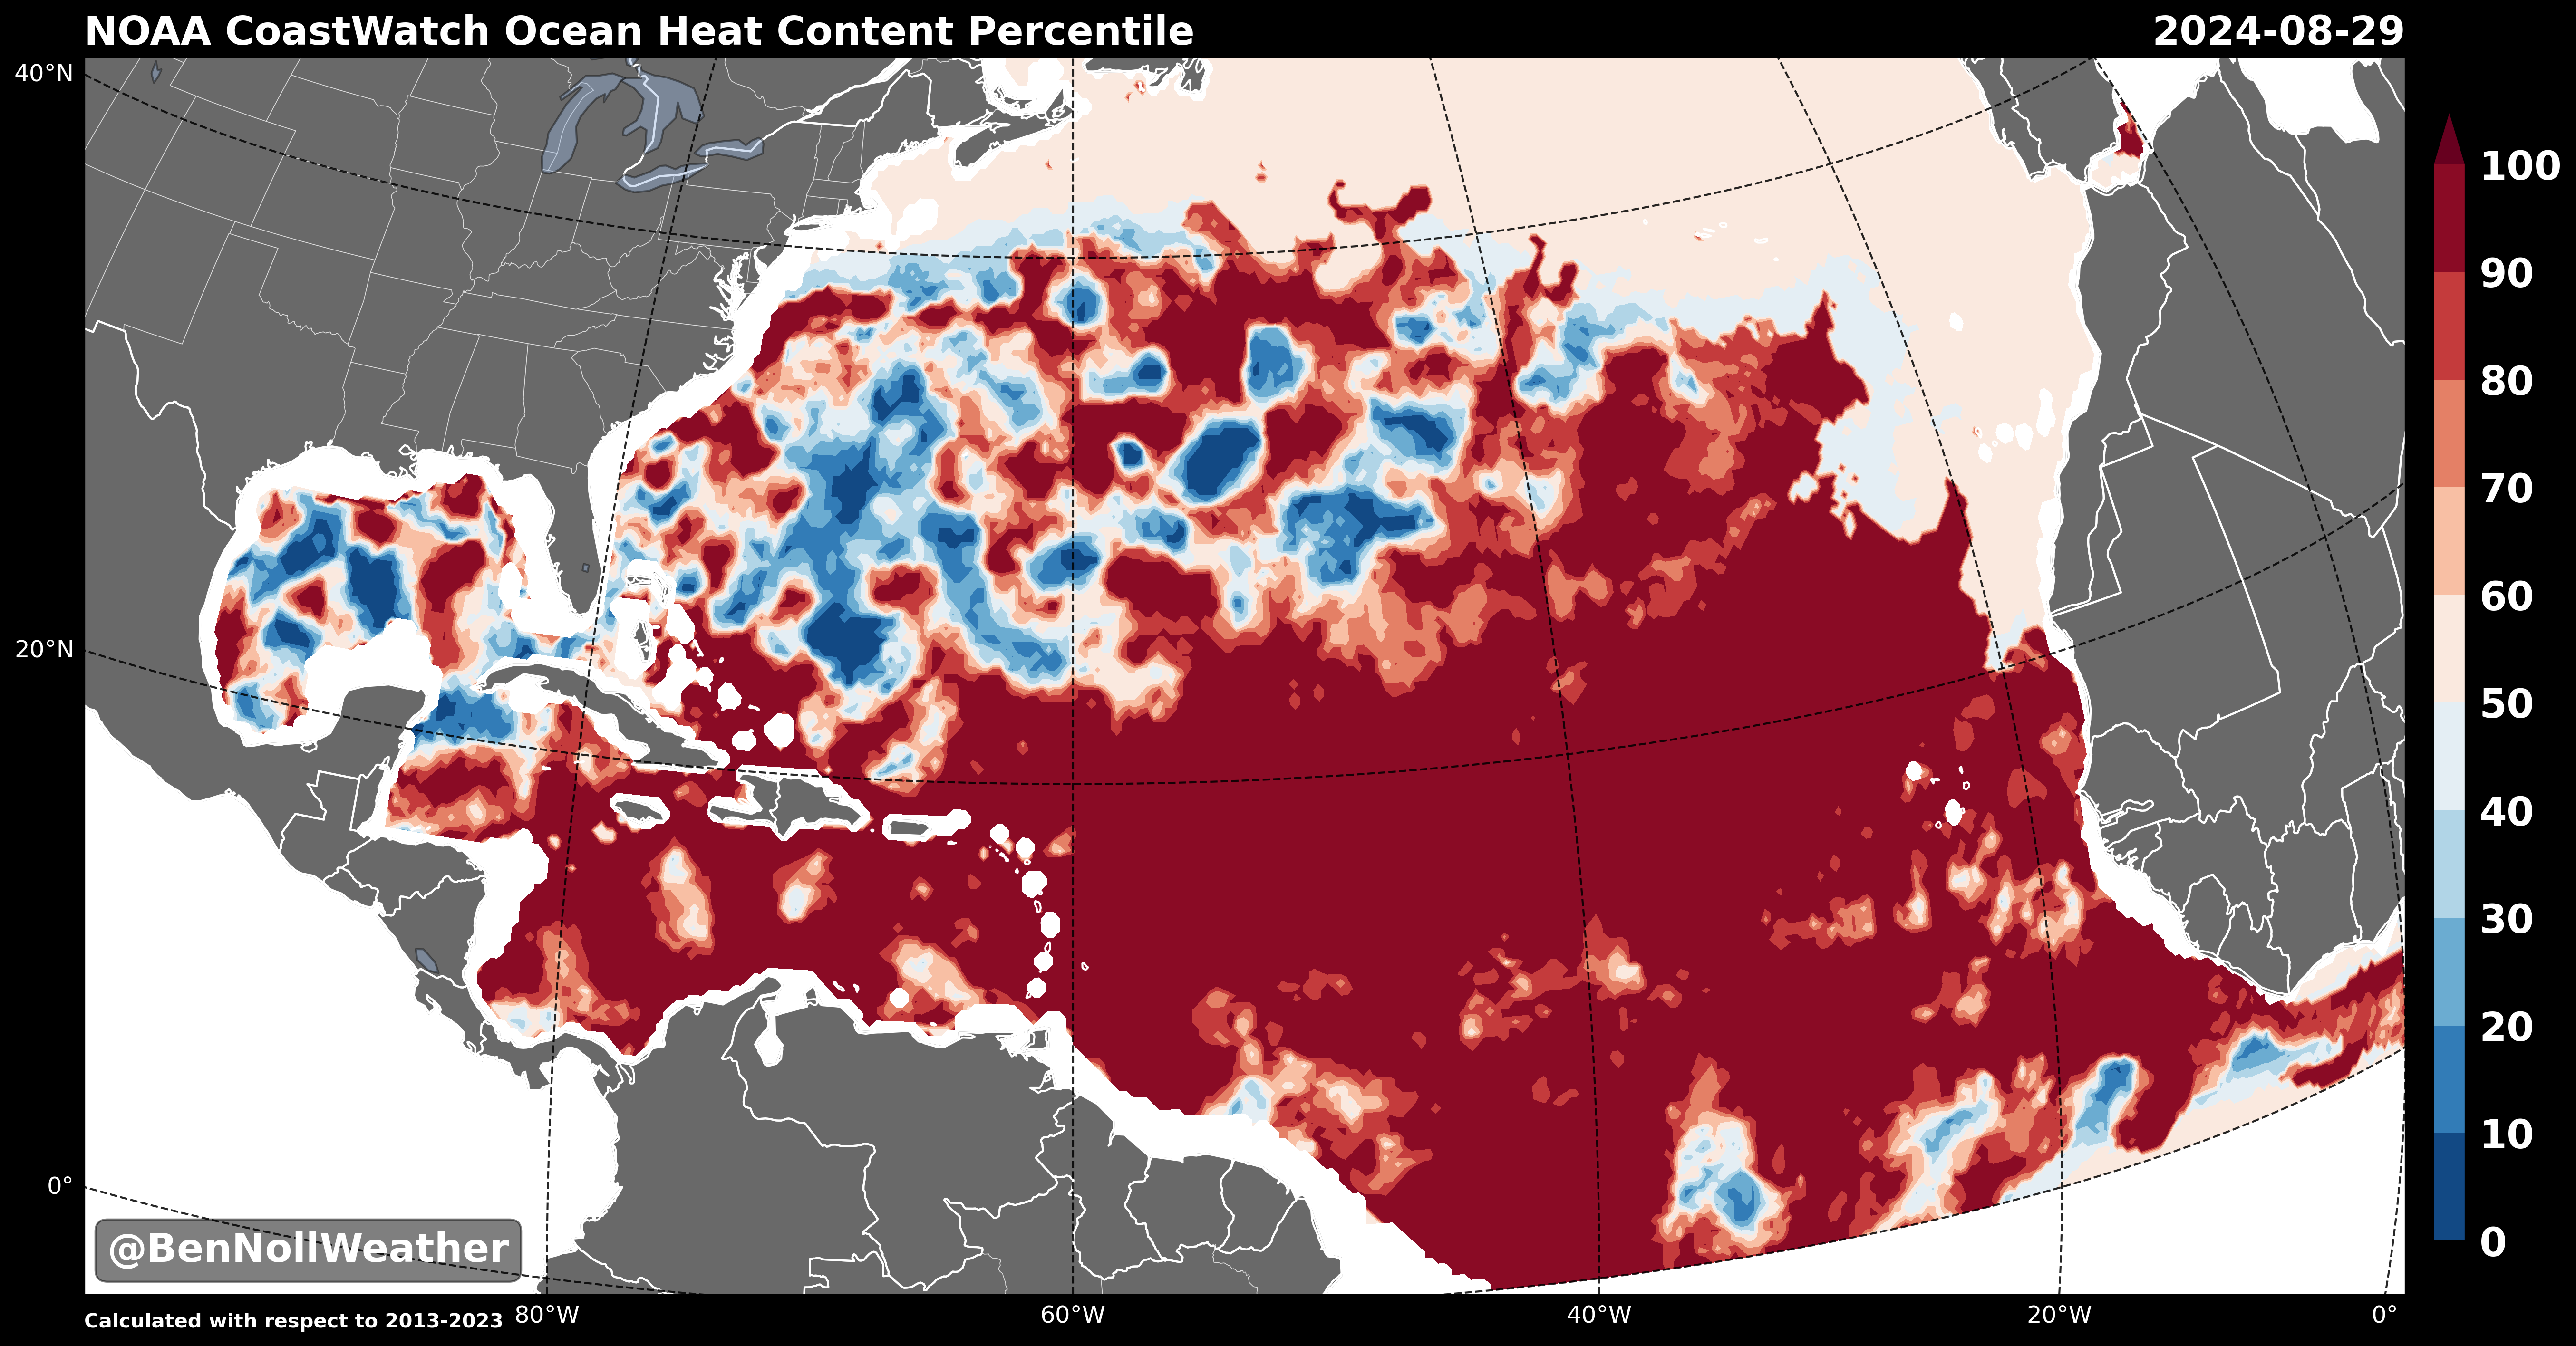 NOAA CoastWatch Ocean Heat Content Percentile 2024-08-29
40°N
20°N
0°
100
90
80
70
60
50
40
30
20
10
0
@BenNollWeather
Calculated with respect to 2013-2023
80°W 60°W 40°W 20°W 0°